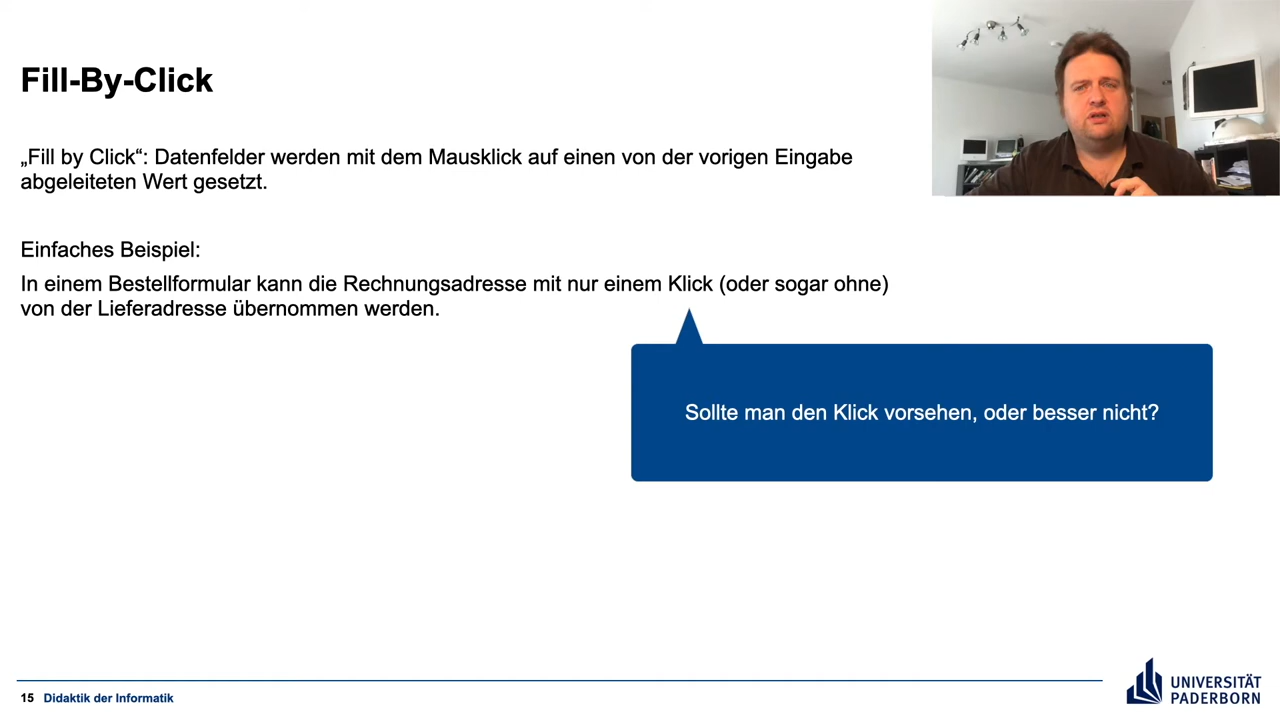 Fill-By-Click
„Fill by Click“: Datenfelder werden mit dem Mausklick auf einen von der vorigen Eingabe
abgeleiteten Wert gesetzt.
Einfaches Beispiel:
In einem Bestellformular kann die Rechnungsadresse mit nur einem Klick (oder sogar ohne)
von der Lieferadresse übernommen werden.
Sollte man den Klick vorsehen, oder besser nicht?
15 Didaktik der Informatik
UNIVERSITÄT
PADERBORN